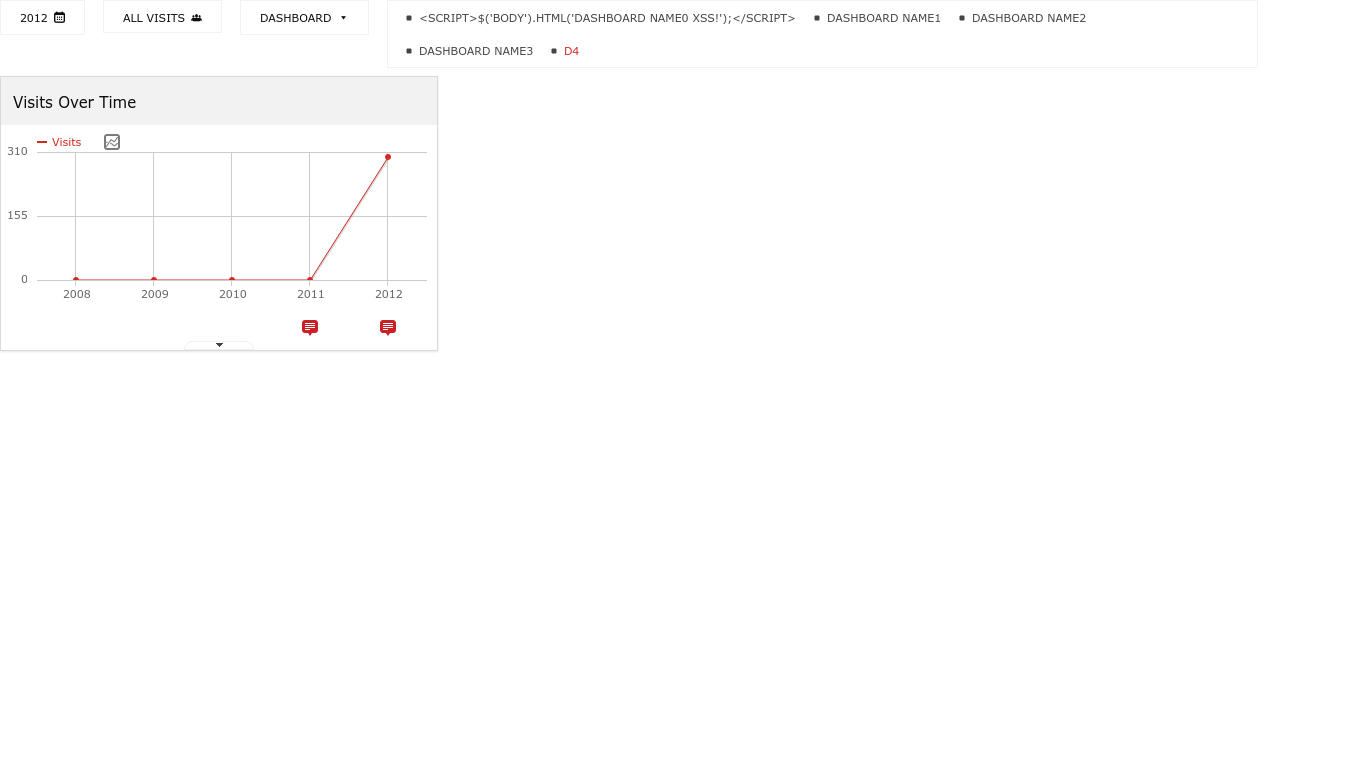 2012
ALL VISITS
DASHBOARD
<SCRIPT>$('BODY').HTML('DASHBOARD NAME0 XSS!');</SCRIPT>
DASHBOARD NAME1
DASHBOARD NAME2
DASHBOARD NAME3
D4
Visits Over Time
Visits
310
155
0
2008
2009
2010
2011
2012